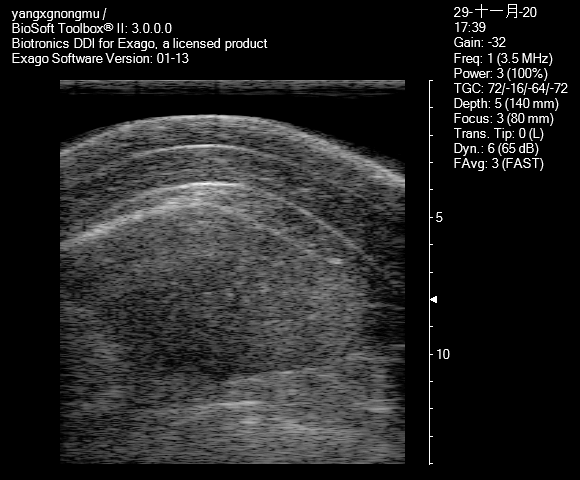 yangxgnongmu /
BioSoft Toolbox® II: 3.0.0.0
Biotronics DDI for Exago, a licensed product
Exago Software Version: 01-13
29-十一月-20
17:39
Gain: -32
Freq: 1 (3.5 MHz)
Power: 3 (100%)
TGC: 72/-16/-64/-72
Depth: 5 (140 mm)
Focus: 3 (80 mm)
Trans. Tip: 0 (L)
Dyn.: 6 (65 dB)
FAvg: 3 (FAST)
5
10